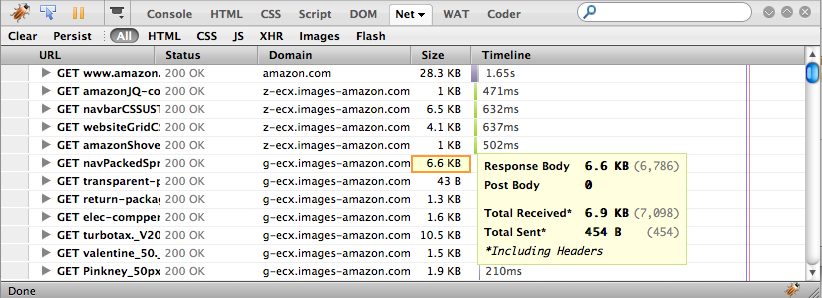 Console HTML CSS Script DOM Net WAT Coder
Clear Persist All HTML CSS JS XHR Images Flash
URL Status Domain Size Timeline
GET www.amazon. 200 OK amazon.com 28.3 KB 1.65s
GET amazonJQ-co 200 OK z-ecx.images-amazon.com 1 KB 471ms
GET navbarCSSUST 200 OK z-ecx.images-amazon.com 6.5 KB 632ms
GET websiteGridC 200 OK z-ecx.images-amazon.com 4.1 KB 637ms
GET amazonShove 200 OK z-ecx.images-amazon.com 1 KB 502ms
GET navPackedSpr 200 OK g-ecx.images-amazon.com 6.6 KB
Response Body 6.6 KB (6,786)
GET transparent-p 200 OK g-ecx.images-amazon.com 43 B
Post Body 0
GET return-packag 200 OK g-ecx.images-amazon.com 1.3 KB
GET elec-compper 200 OK g-ecx.images-amazon.com 1.6 KB
Total Received* 6.9 KB (7,098)
GET turbotax._V20 200 OK g-ecx.images-amazon.com 10.5 KB
Total Sent* 454 B (454)
GET valentine_50. 200 OK g-ecx.images-amazon.com 1.5 KB
*Including Headers
GET Pinkney_50px 200 OK g-ecx.images-amazon.com 1.9 KB 210ms
Done